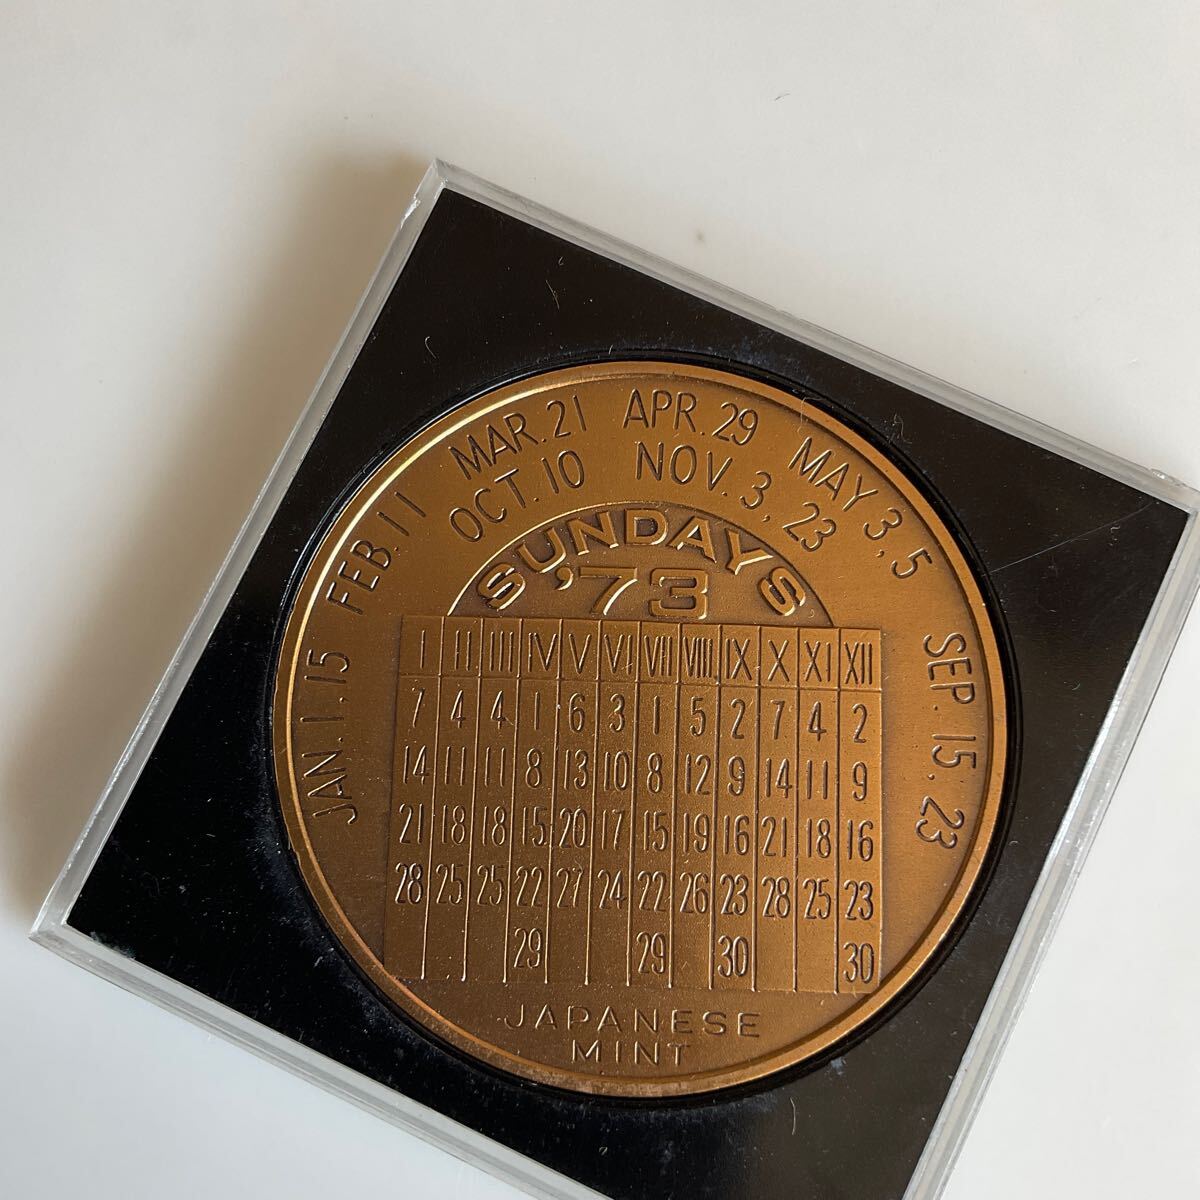 JAN. 1. 15 FEB. 11 MAR. 21 APR. 29 MAY 3, 5 SEP. 15. 23
OCT. 10 NOV. 3, 23
SUNDAYS
'73
I II III IV V VI VII VIII IX X XI XII
7 4 4 1 6 3 1 5 2 7 4 2
14 11 11 8 13 10 8 12 9 14 11 9
21 18 18 15 20 17 15 19 16 21 18 16
28 25 25 22 27 24 22 26 23 28 25 23
29 29 30 30
JAPANESE
MINT